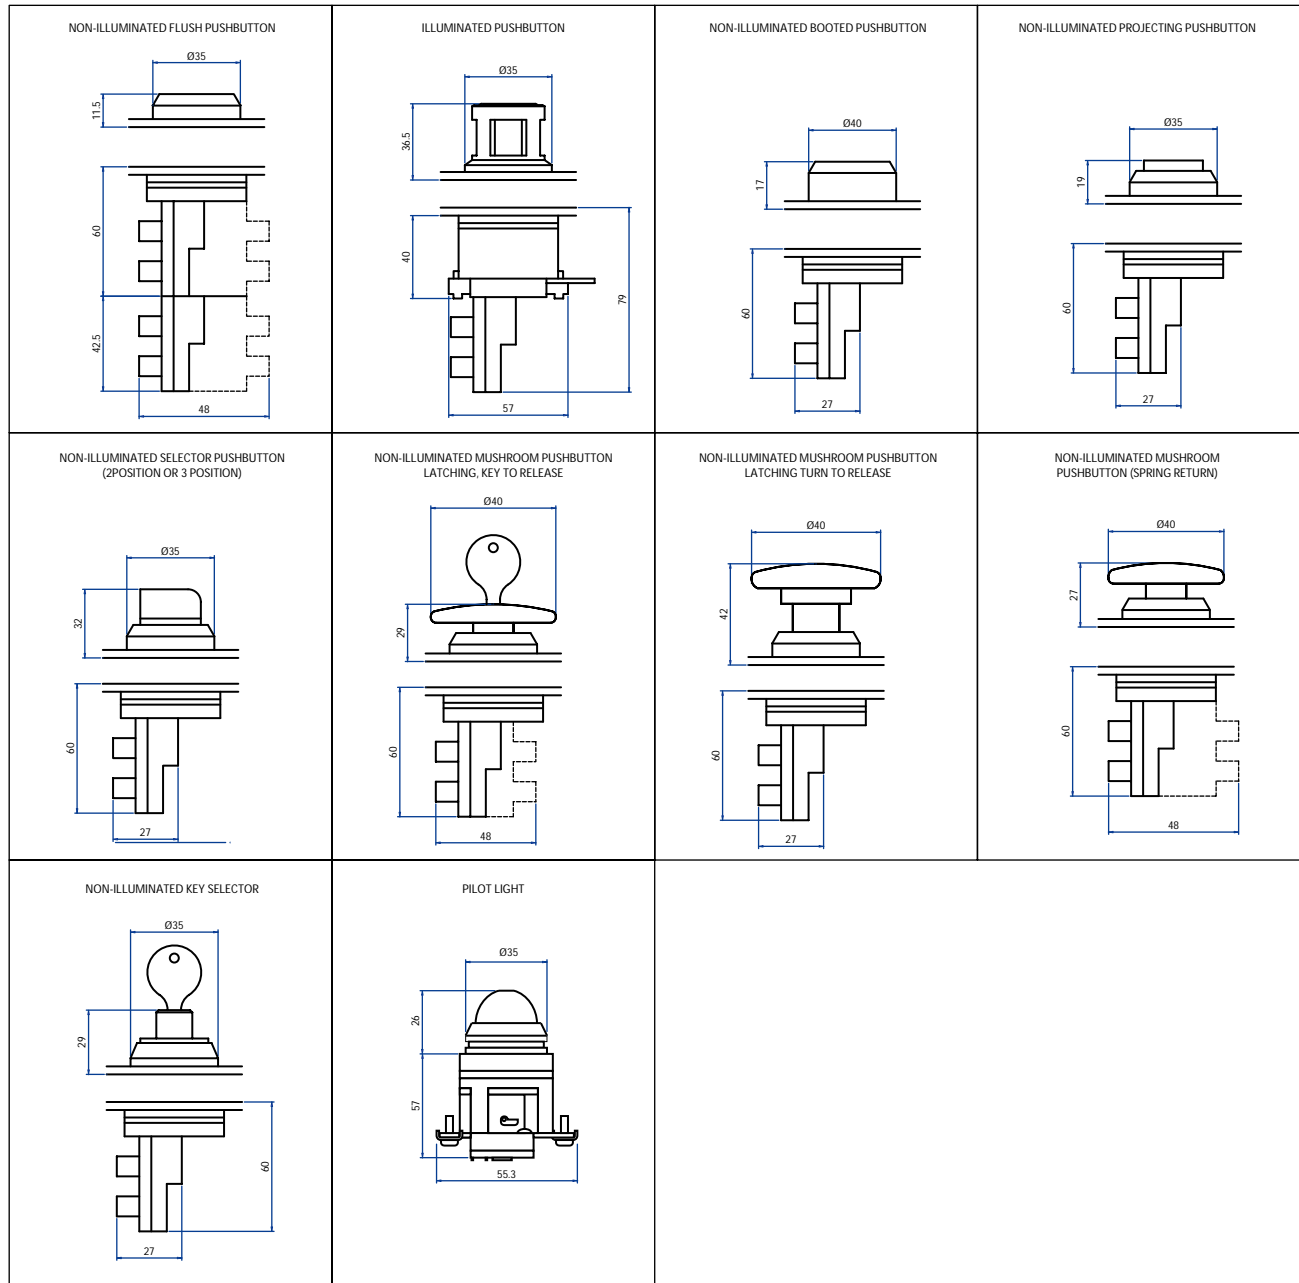 NON-ILLUMINATED FLUSH PUSHBUTTON
Ø35
11.5
60
42.5
48
ILLUMINATED PUSHBUTTON
Ø35
36.5
40
79
57
NON-ILLUMINATED BOOTED PUSHBUTTON
Ø40
17
60
27
NON-ILLUMINATED PROJECTING PUSHBUTTON
Ø35
19
60
27
NON-ILLUMINATED SELECTOR PUSHBUTTON
(2POSITION OR 3 POSITION)
Ø35
32
60
27
NON-ILLUMINATED MUSHROOM PUSHBUTTON
LATCHING, KEY TO RELEASE
Ø40
29
60
48
NON-ILLUMINATED MUSHROOM PUSHBUTTON
LATCHING TURN TO RELEASE
Ø40
42
60
27
NON-ILLUMINATED MUSHROOM
PUSHBUTTON (SPRING RETURN)
Ø40
27
60
48
NON-ILLUMINATED KEY SELECTOR
Ø35
29
60
27
PILOT LIGHT
Ø35
26
57
55.3